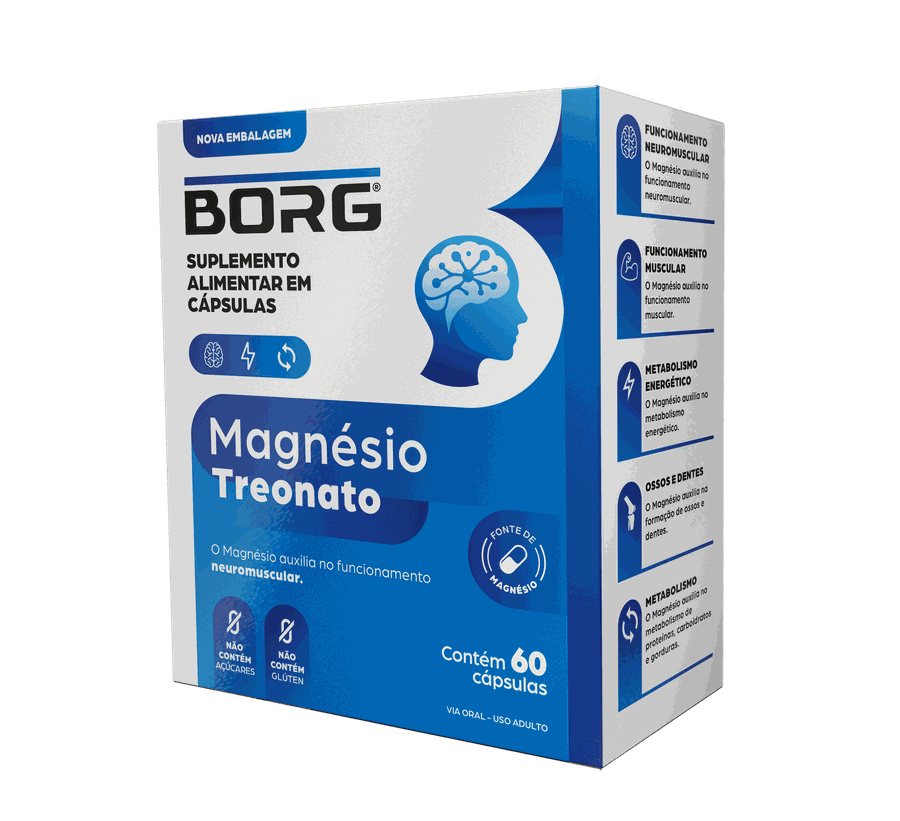 NOVA EMBALAGEM
BORG®
SUPLEMENTO
ALIMENTAR EM
CÁPSULAS
Magnésio
Treonato
O Magnésio auxilia no funcionamento
neuromuscular.
FONTE DE
MAGNÉSIO
NÃO
CONTÉM
AÇÚCARES
NÃO
CONTÉM
GLÚTEN
Contém 60
cápsulas
VIA ORAL - USO ADULTO
FUNCIONAMENTO
NEUROMUSCULAR
O Magnésio auxilia no
funcionamento
neuromuscular.
FUNCIONAMENTO
MUSCULAR
O Magnésio auxilia no
funcionamento
muscular.
METABOLISMO
ENERGÉTICO
O Magnésio auxilia no
metabolismo
energético.
OSSOS E DENTES
O Magnésio auxilia na
formação de ossos e
dentes.
METABOLISMO
O Magnésio auxilia no
metabolismo de
proteínas, carboidratos
e gorduras.